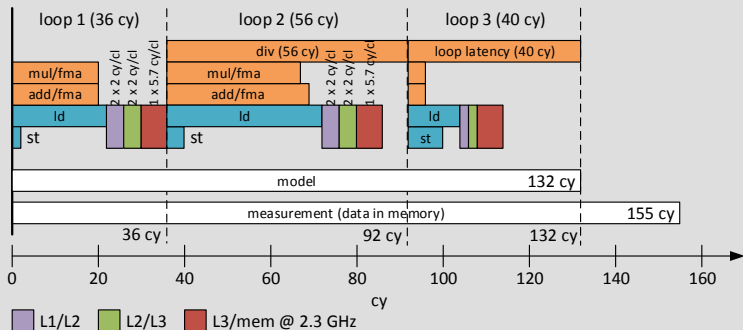 loop 1 (36 cy)
loop 2 (56 cy)
loop 3 (40 cy)
2 x 2 cy/cl
2 x 2 cy/cl
1 x 5.7 cy/cl
div (56 cy)
2 x 2 cy/cl
2 x 2 cy/cl
1 x 5.7 cy/cl
loop latency (40 cy)
mul/fma
mul/fma
add/fma
add/fma
ld
ld
ld
st
st
st
model
132 cy
measurement (data in memory)
155 cy
36 cy
92 cy
132 cy
0
20
40
60
80
100
120
140
160
cy
L1/L2
L2/L3
L3/mem @ 2.3 GHz